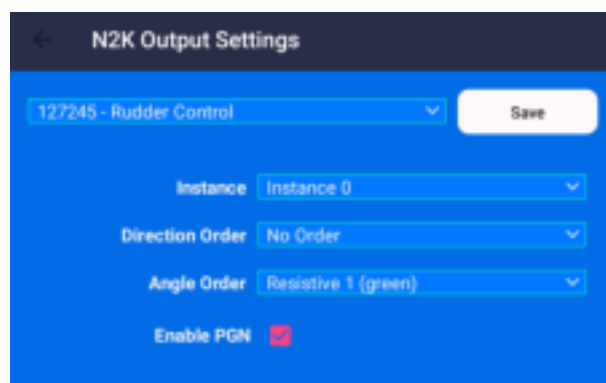 N2K Output Settings
127245 - Rudder Control
Save
Instance Instance 0
Direction Order No Order
Angle Order Resistive 1 (green)
Enable PGN